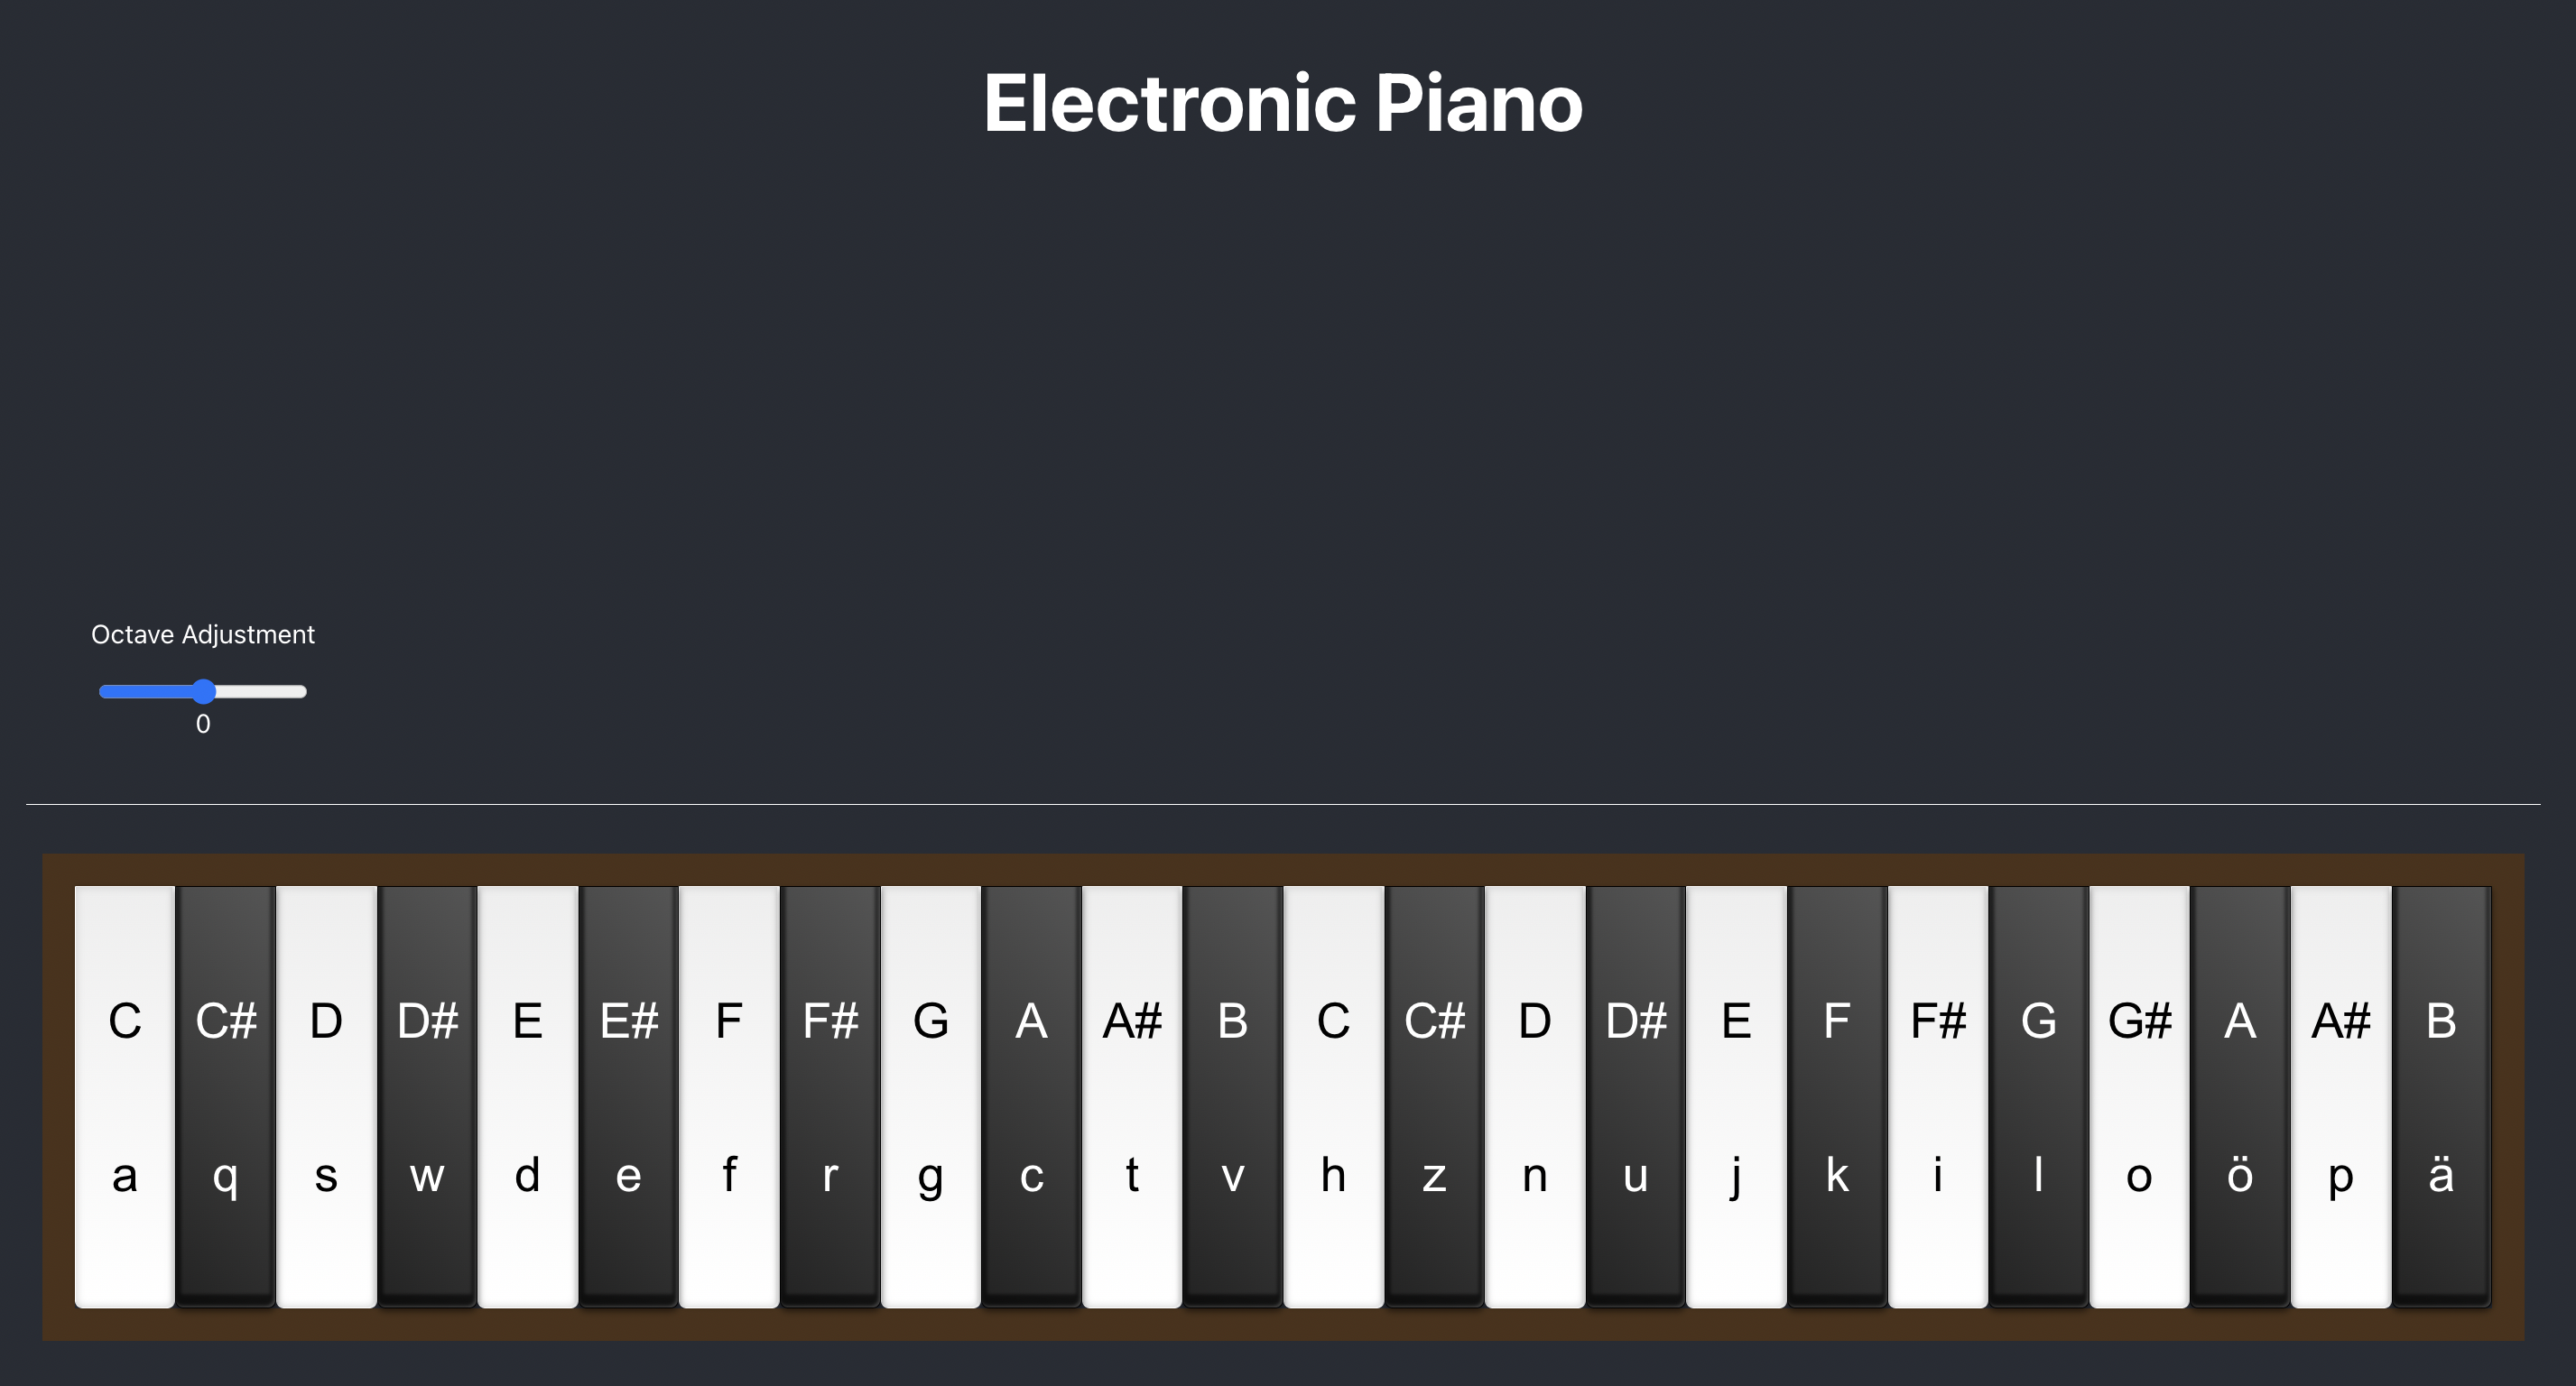 Electronic Piano
Octave Adjustment
0
C C# D D# E E# F F# G A A# B C C# D D# E F F# G G# A A# B
a q s w d e f r g c t v h z n u j k i l o ö p ä